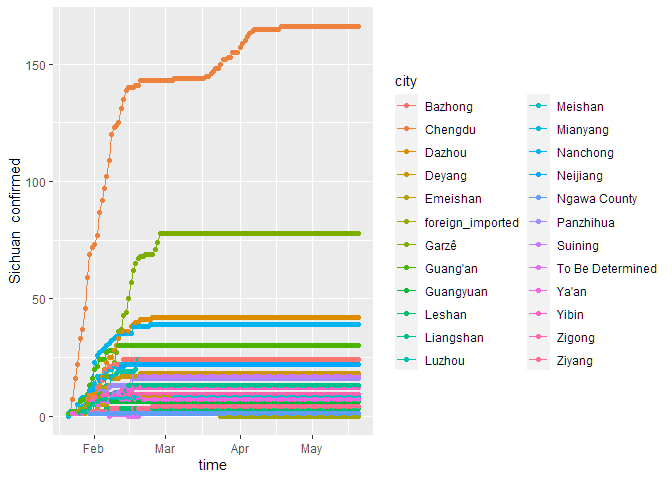 150
100
50
0
Sichuan confirmed
Feb
Mar
Apr
May
time
city
Bazhong
Chengdu
Dazhou
Deyang
Emeishan
foreign_imported
Garzê
Guang'an
Guangyuan
Leshan
Liangshan
Luzhou
Meishan
Mianyang
Nanchong
Neijiang
Ngawa County
Panzhihua
Suining
To Be Determined
Ya'an
Yibin
Zigong
Ziyang